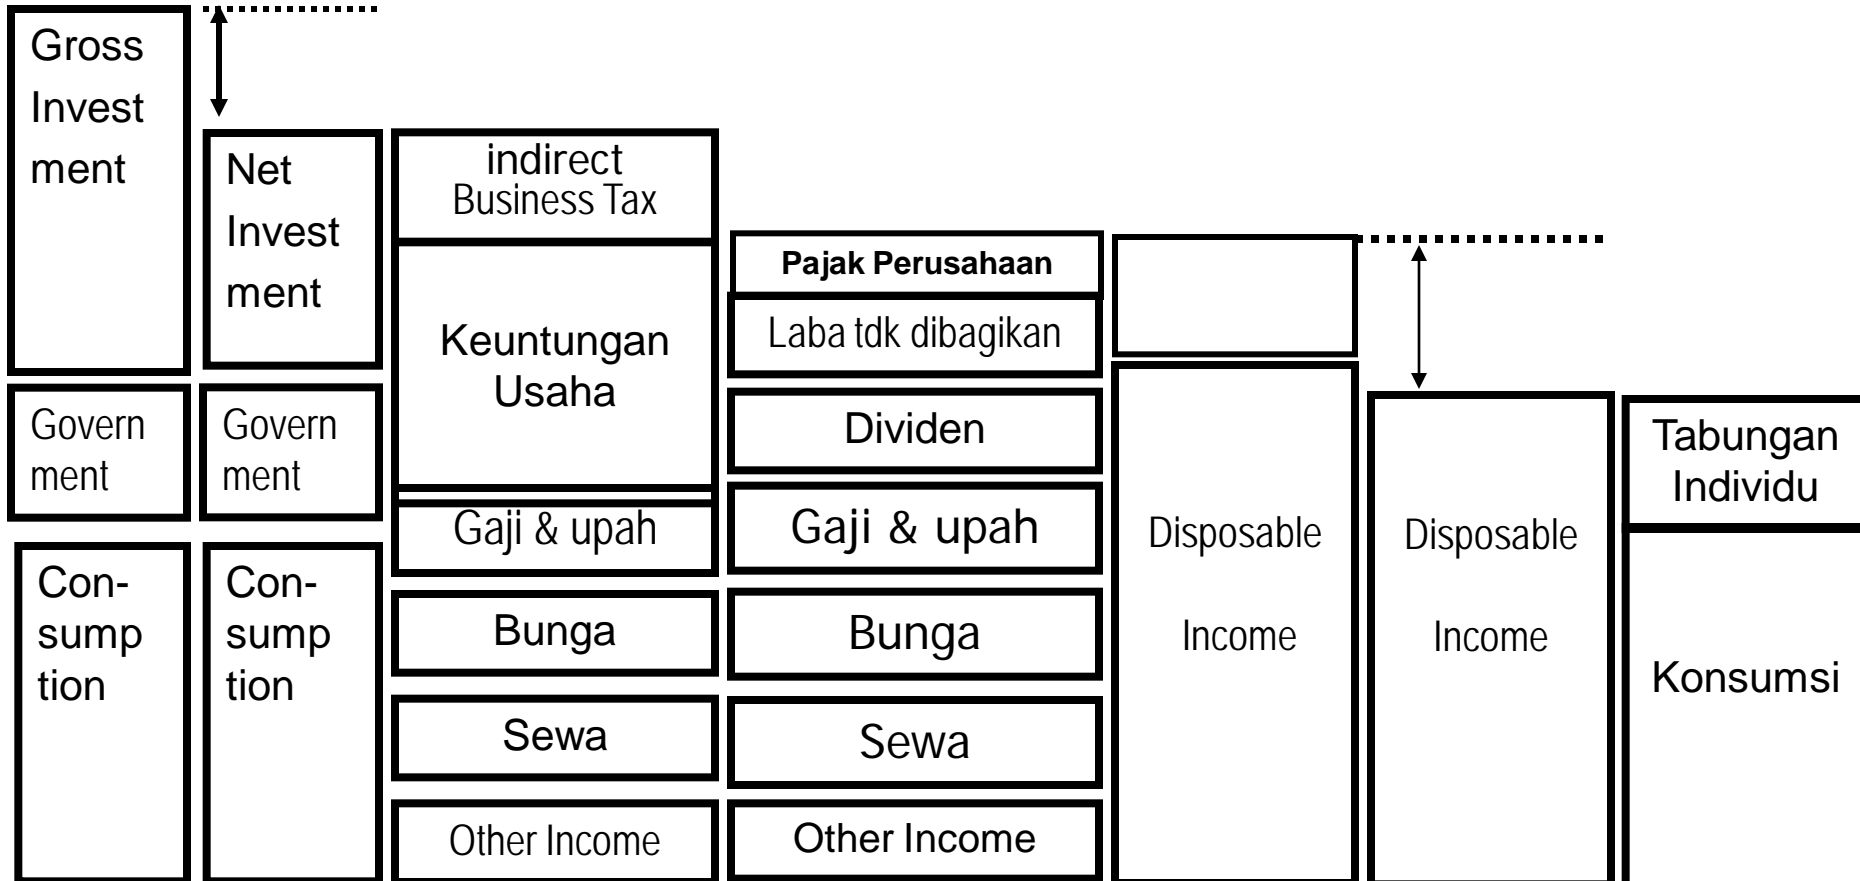 Gross
Invest
ment
Govern
ment
Con-
sump
tion
Net
Invest
ment
Govern
ment
Con-
sump
tion
indirect
Business Tax
Keuntungan
Usaha
Gaji & upah
Bunga
Sewa
Other Income
Pajak Perusahaan
Laba tdk dibagikan
Dividen
Gaji & upah
Bunga
Sewa
Other Income
Disposable
Income
Disposable
Income
Tabungan
Individu
Konsumsi